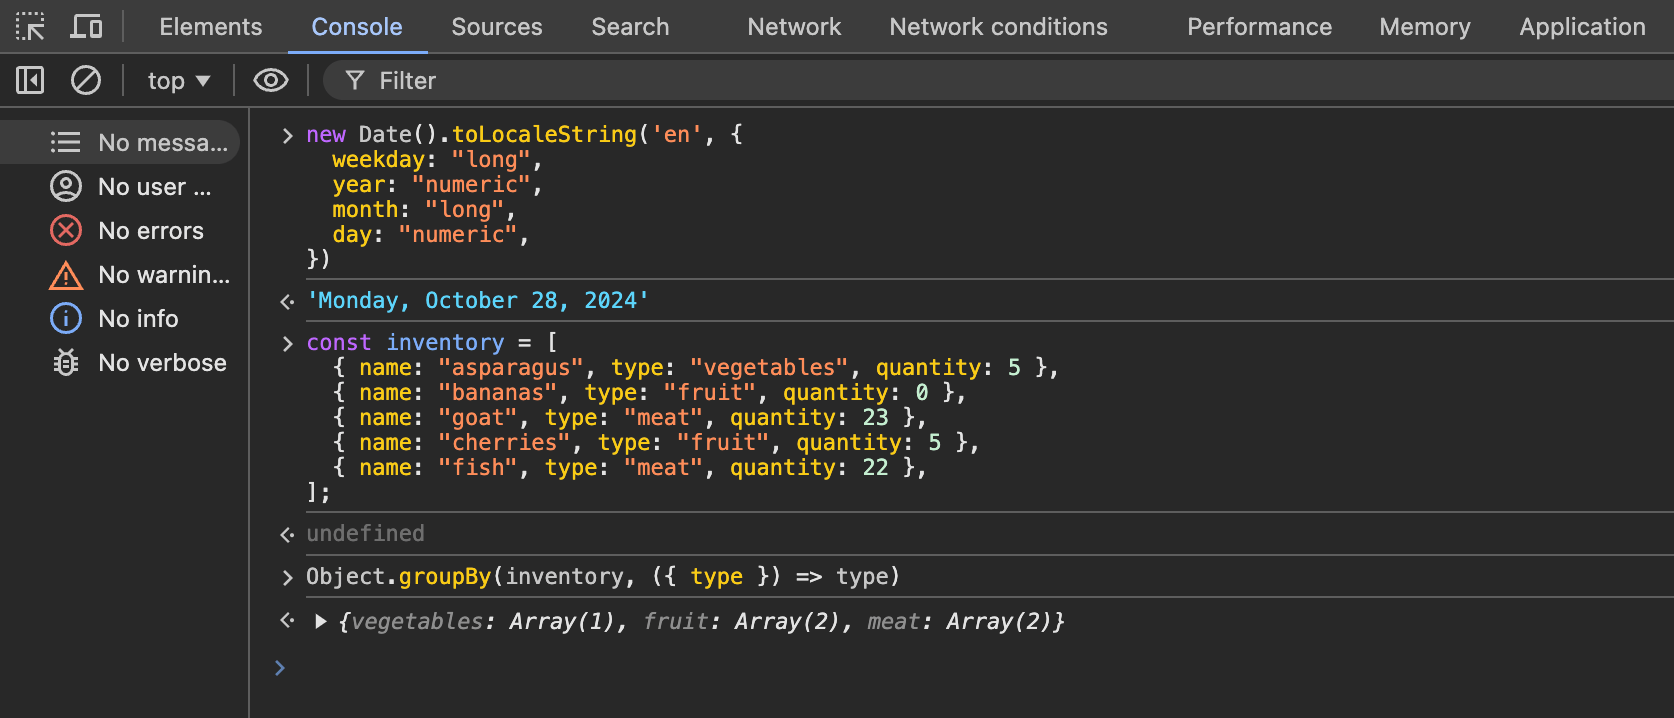 Elements Console Sources Search Network Network conditions Performance Memory Application
top Filter
No messa...
No user ...
No errors
No warnin...
No info
No verbose
new Date().toLocaleString('en', {
  weekday: "long",
  year: "numeric",
  month: "long",
  day: "numeric",
})
'Monday, October 28, 2024'
const inventory = [
  { name: "asparagus", type: "vegetables", quantity: 5 },
  { name: "bananas", type: "fruit", quantity: 0 },
  { name: "goat", type: "meat", quantity: 23 },
  { name: "cherries", type: "fruit", quantity: 5 },
  { name: "fish", type: "meat", quantity: 22 },
];
undefined
Object.groupBy(inventory, ({ type }) => type)
{vegetables: Array(1), fruit: Array(2), meat: Array(2)}